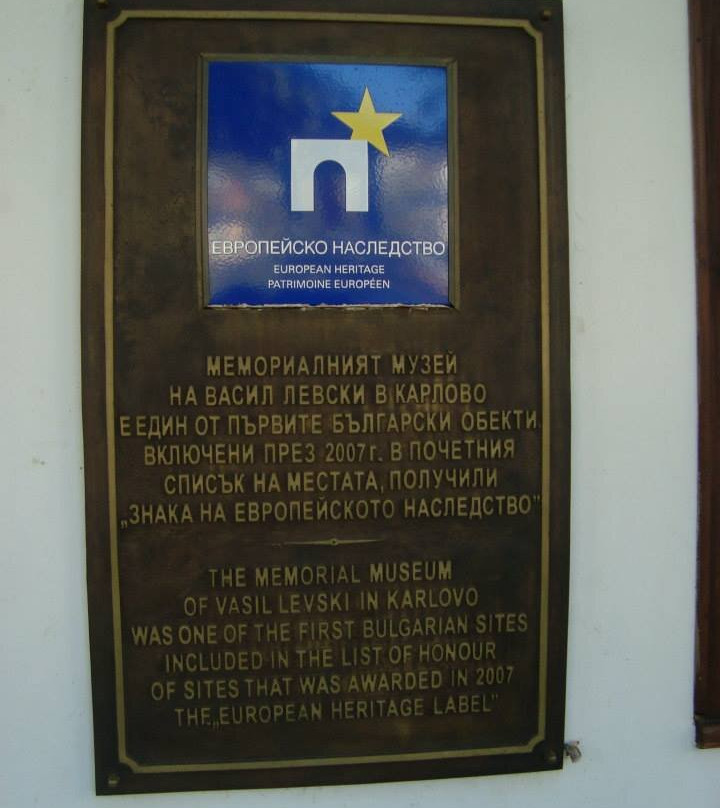 ЕВРОПЕЙСКО НАСЛЕДСТВО
EUROPEAN HERITAGE
PATRIMOINE EUROPÉEN
МЕМОРИАЛНИЯТ МУЗЕЙ
НА ВАСИЛ ЛЕВСКИ В КАРЛОВО
Е ЕДИН ОТ ПЪРВИТЕ БЪЛГАРСКИ ОБЕКТИ,
ВКЛЮЧЕНИ ПРЕЗ 2007 г. В ПОЧЕТНИЯ
СПИСЪК НА МЕСТАТА, ПОЛУЧИЛИ
„ЗНАКА НА ЕВРОПЕЙСКОТО НАСЛЕДСТВО"
THE MEMORIAL MUSEUM
OF VASIL LEVSKI IN KARLOVO
WAS ONE OF THE FIRST BULGARIAN SITES
INCLUDED IN THE LIST OF HONOUR
OF SITES THAT WAS AWARDED IN 2007
THE „EUROPEAN HERITAGE LABEL"